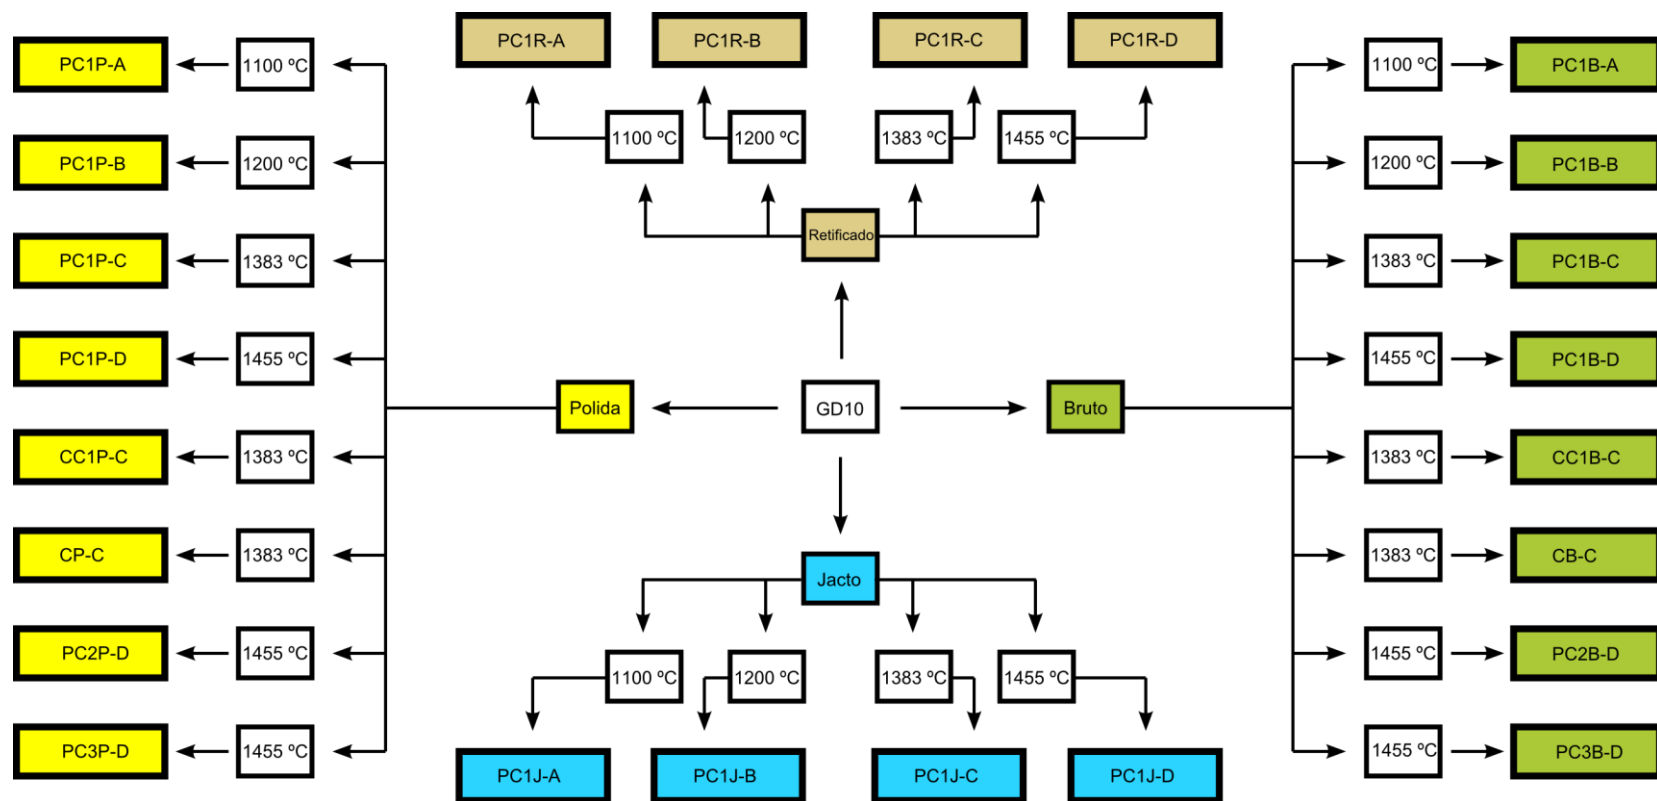 PC1R-A
PC1R-B
PC1R-C
PC1R-D
PC1P-A
1100 ºC
1100 ºC
PC1B-A
1100 ºC
1200 ºC
1383 ºC
1455 ºC
PC1P-B
1200 ºC
1200 ºC
PC1B-B
Retificado
PC1P-C
1383 ºC
1383 ºC
PC1B-C
PC1P-D
1455 ºC
1455 ºC
PC1B-D
Polida
GD10
Bruto
CC1P-C
1383 ºC
1383 ºC
CC1B-C
CP-C
1383 ºC
1383 ºC
CB-C
Jacto
PC2P-D
1455 ºC
1100 ºC
1200 ºC
1383 ºC
1455 ºC
1455 ºC
PC2B-D
PC3P-D
1455 ºC
1455 ºC
PC3B-D
PC1J-A
PC1J-B
PC1J-C
PC1J-D